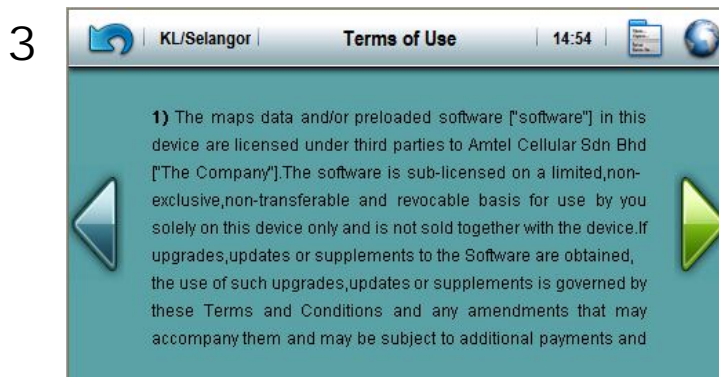 3
KL/Selangor
Terms of Use
14:54
1) The maps data and/or preloaded software ["software"] in this
device are licensed under third parties to Amtel Cellular Sdn Bhd
["The Company"].The software is sub-licensed on a limited,non-
exclusive,non-transferable and revocable basis for use by you
solely on this device only and is not sold together with the device.If
upgrades,updates or supplements to the Software are obtained,
the use of such upgrades,updates or supplements is governed by
these Terms and Conditions and any amendments that may
accompany them and may be subject to additional payments and